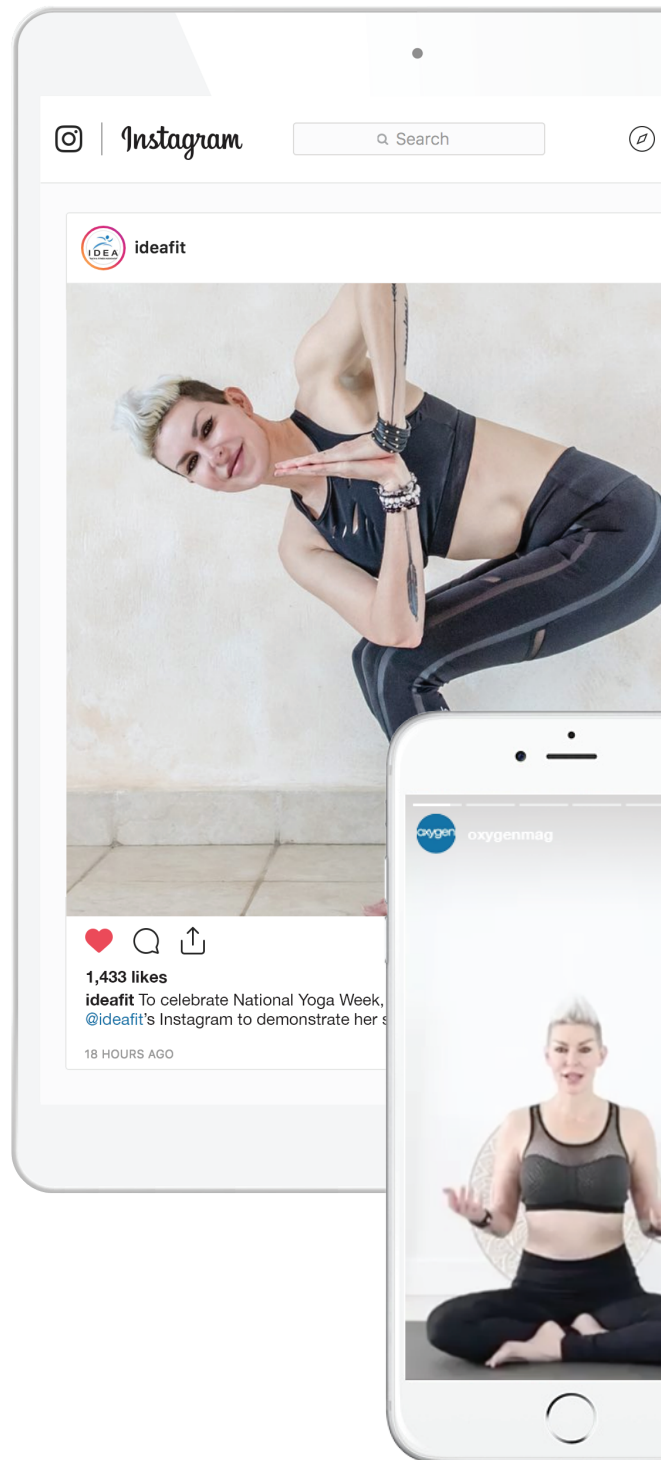 Instagram
Search
IDEA
ideafit
1,433 likes
ideafit To celebrate National Yoga Week,
@ideafit's Instagram to demonstrate her
18 HOURS AGO
oxygen
oxygenmag